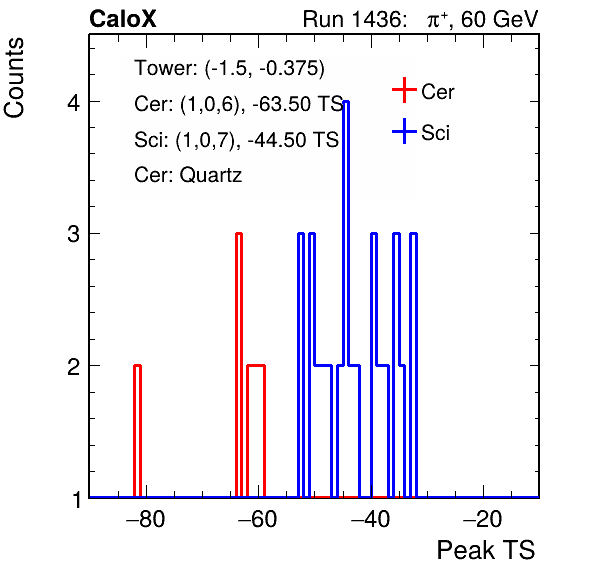 CaloX Run 1436: π⁺, 60 GeV
Counts
Tower: (-1.5, -0.375)
Cer: (1,0,6), -63.50 TS
Sci: (1,0,7), -44.50 TS
Cer: Quartz
Cer
Sci
4
3
2
1
−80 −60 −40 −20
Peak TS